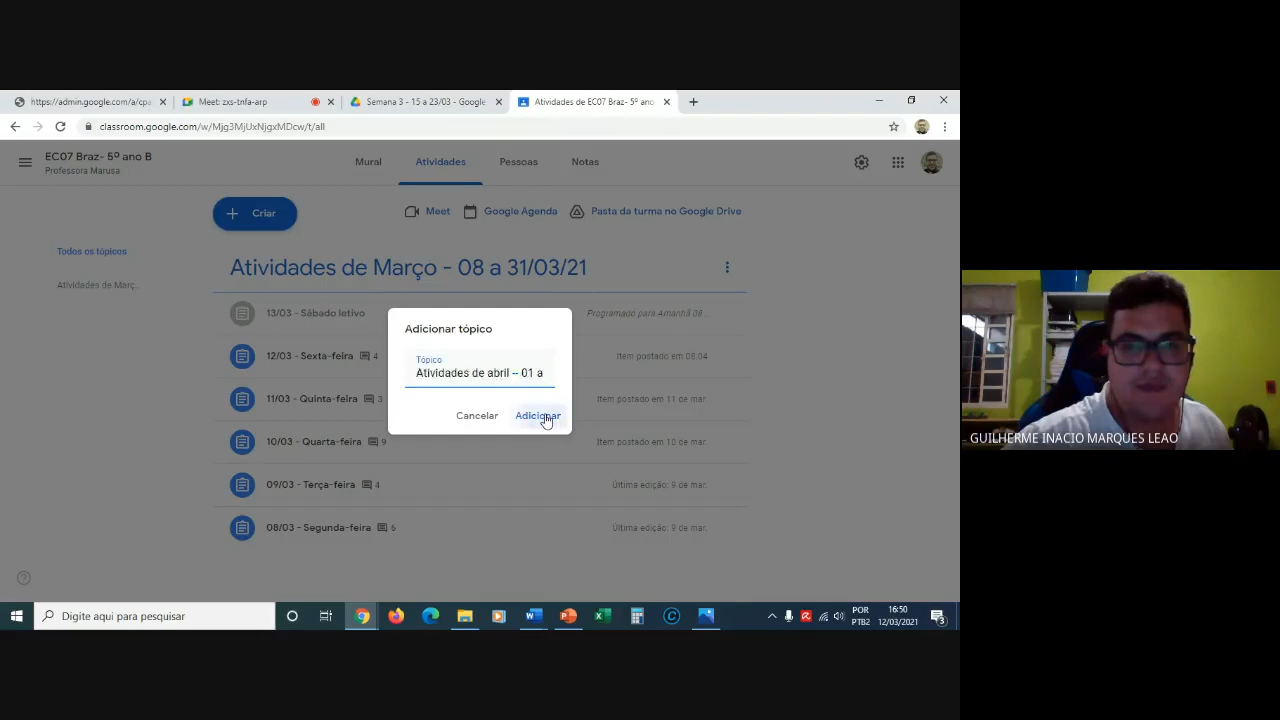 https://admin.google.com/a/cpa
Meet: zxs-tnfa-arp
Semana 3 - 15 a 23/03 - Google
Atividades de EC07 Braz- 5º ano
classroom.google.com/w/Mjg3MjUxNjgxMDcw/t/all
EC07 Braz- 5º ano B
Professora Marusa
Mural
Atividades
Pessoas
Notas
Criar
Meet
Google Agenda
Pasta da turma no Google Drive
Todos os tópicos
Atividades de Març...
Atividades de Março - 08 a 31/03/21
13/03 - Sábado letivo
Programado para Amanhã 08...
12/03 - Sexta-feira 4
Item postado em 08:04
11/03 - Quinta-feira 3
Item postado em 11 de mar.
10/03 - Quarta-feira 9
Item postado em 10 de mar.
09/03 - Terça-feira 4
Última edição: 9 de mar.
08/03 - Segunda-feira 6
Última edição: 9 de mar.
Adicionar tópico
Tópico
Atividades de abril – 01 a
Cancelar
Adicionar
GUILHERME INACIO MARQUES LEAO
Digite aqui para pesquisar
POR
PTB2
16:50
12/03/2021
3